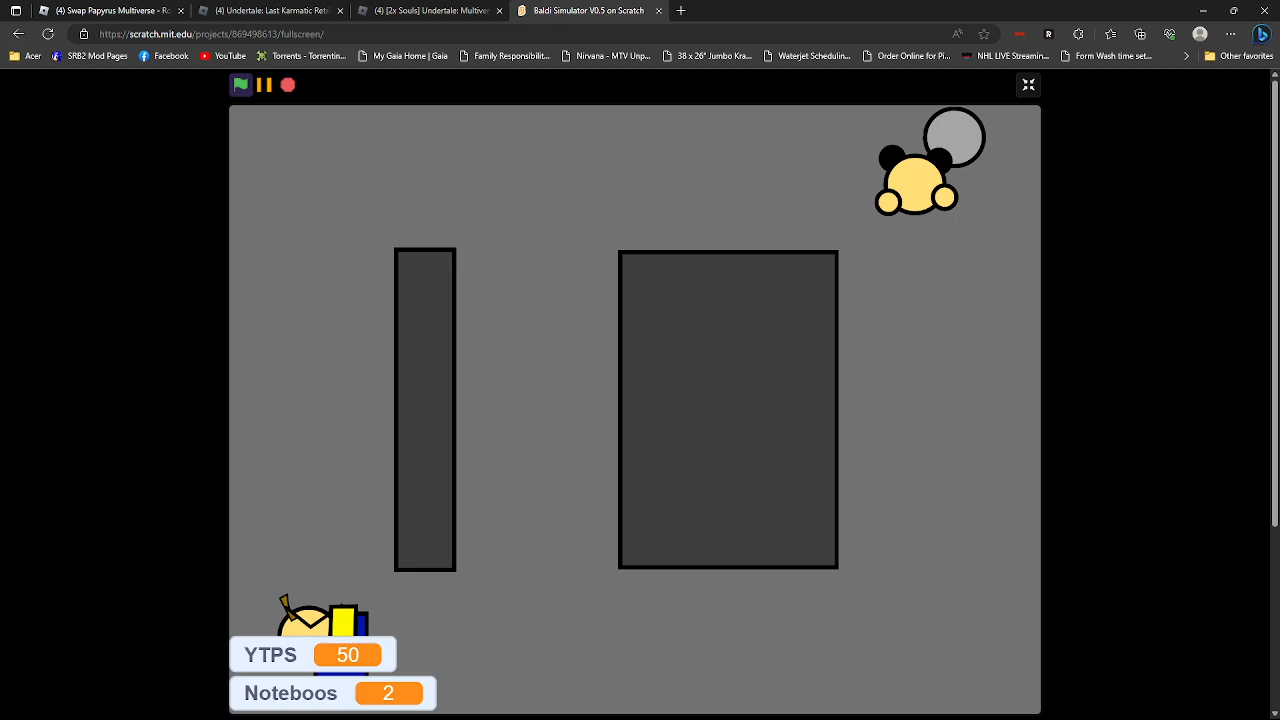 (4) Swap Papyrus Multiverse - Ro
(4) Undertale: Last Karmatic Retri
(4) [2x Souls] Undertale: Multiver
Baldi Simulator V0.5 on Scratch
https://scratch.mit.edu/projects/869498613/fullscreen/
Acer
SRB2 Mod Pages
Facebook
YouTube
Torrents - Torrentin...
My Gaia Home | Gaia
Family Responsibilit...
Nirvana – MTV Unp...
38 x 26" Jumbo Kra...
Waterjet Schedulin...
Order Online for Pi...
NHL LIVE Streamin...
Form Wash time set...
Other favorites
YTPS 50
Noteboos 2